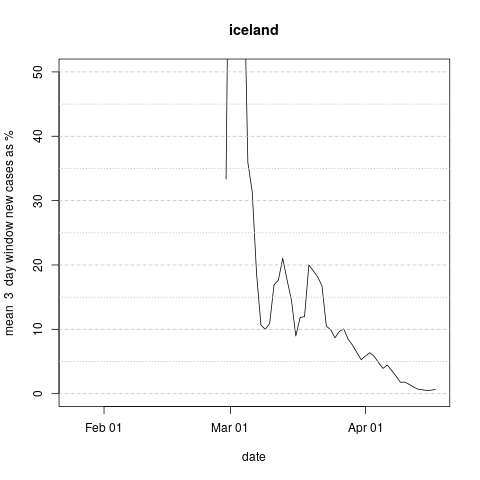 iceland
mean 3 day window new cases as %
50
40
30
20
10
0
Feb 01
Mar 01
Apr 01
date